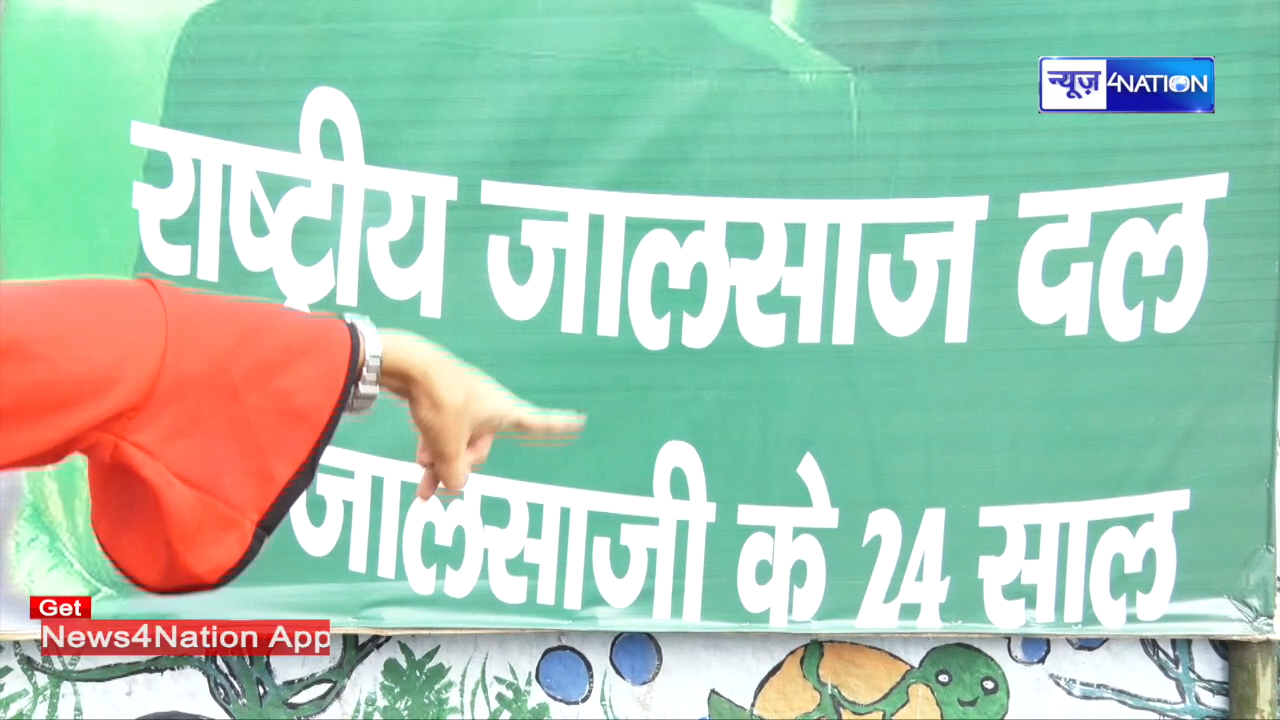 न्यूज़ 4NATION
राष्ट्रीय जालसाज दल
जालसाजी के 24 साल
Get
News4Nation App